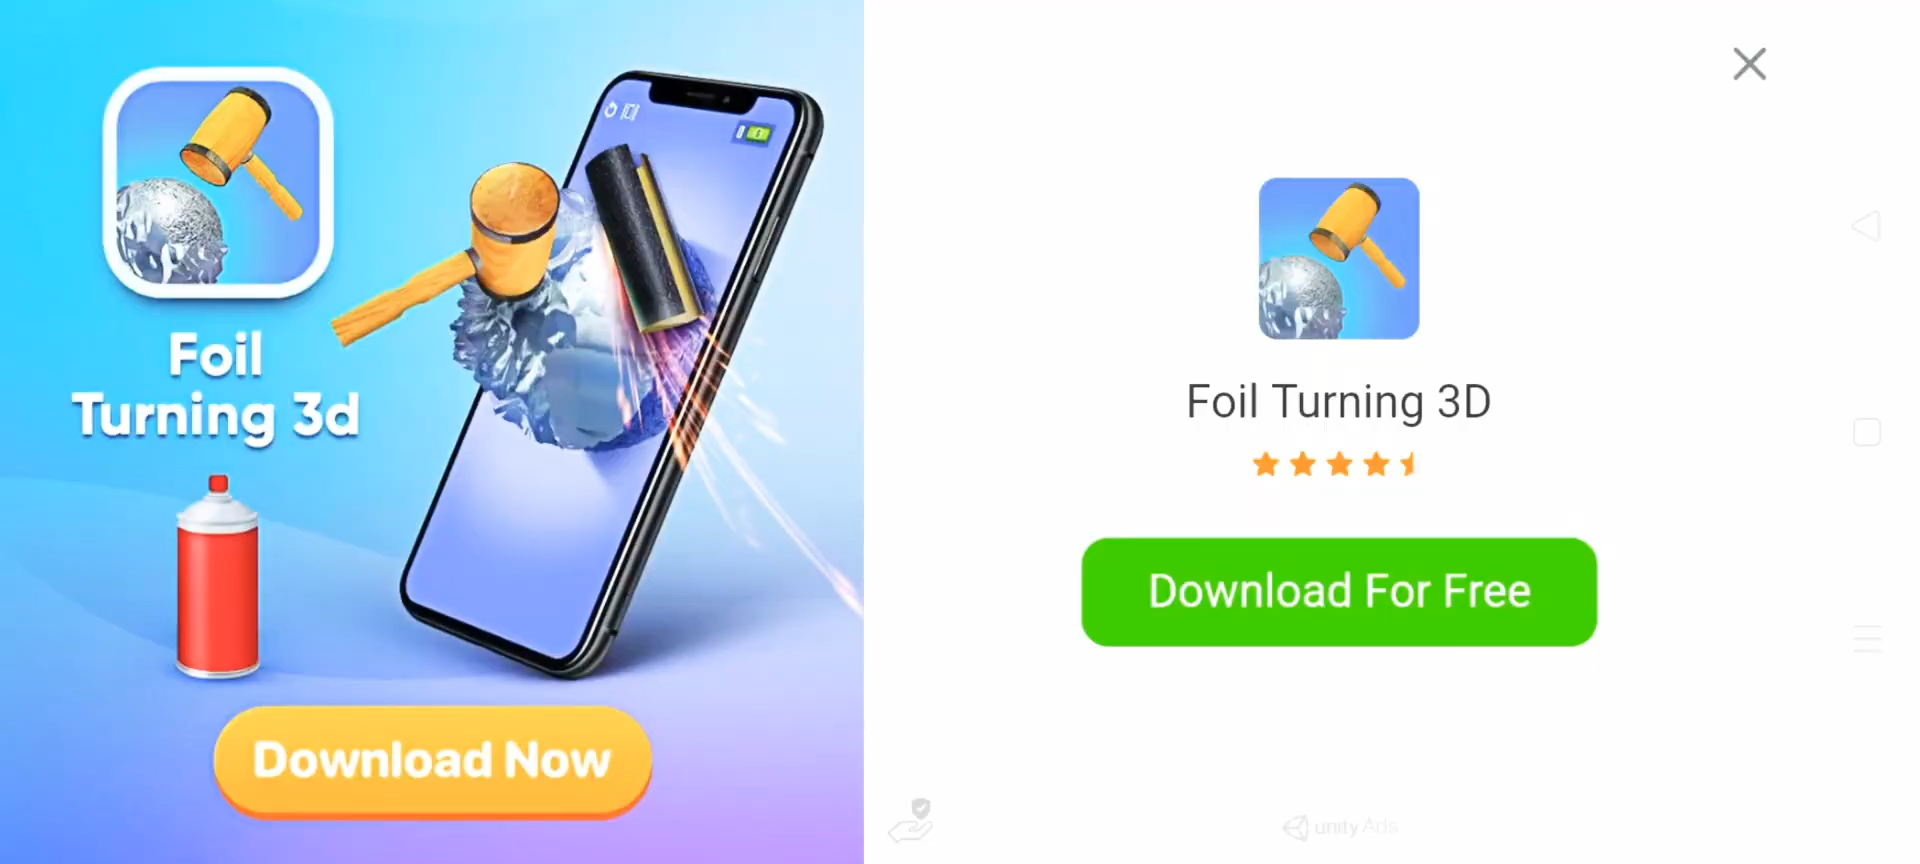 Foil
Turning 3d
Download Now
Foil Turning 3D
Download For Free
unity Ads